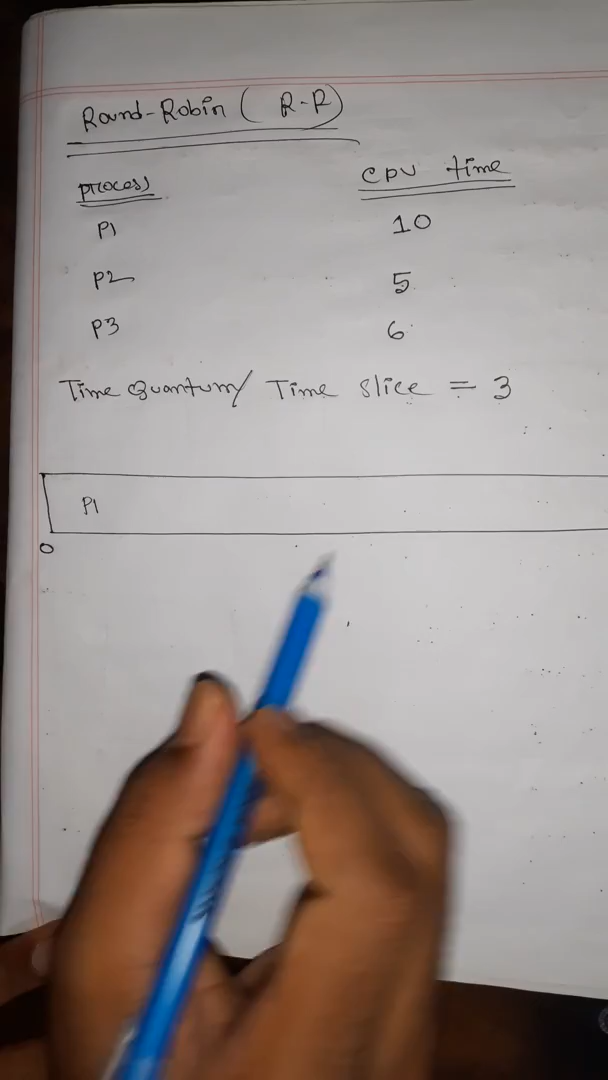 Round-Robin ( R-R)
process CPU time
P1 10
P2 5
P3 6
Time Quantum/ Time slice = 3
P1
0